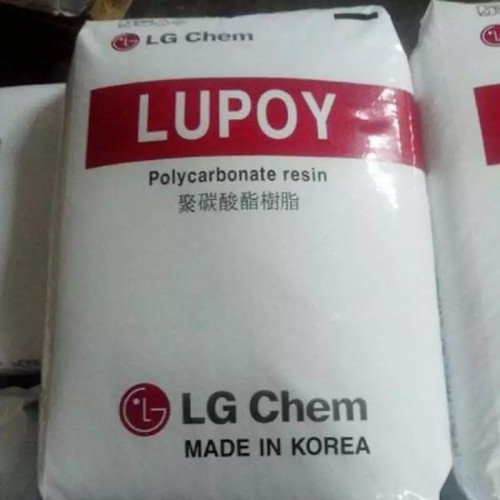 LG Chem
LUPOY
Polycarbonate resin
聚碳酸酯樹脂
LG Chem
MADE IN KOREA